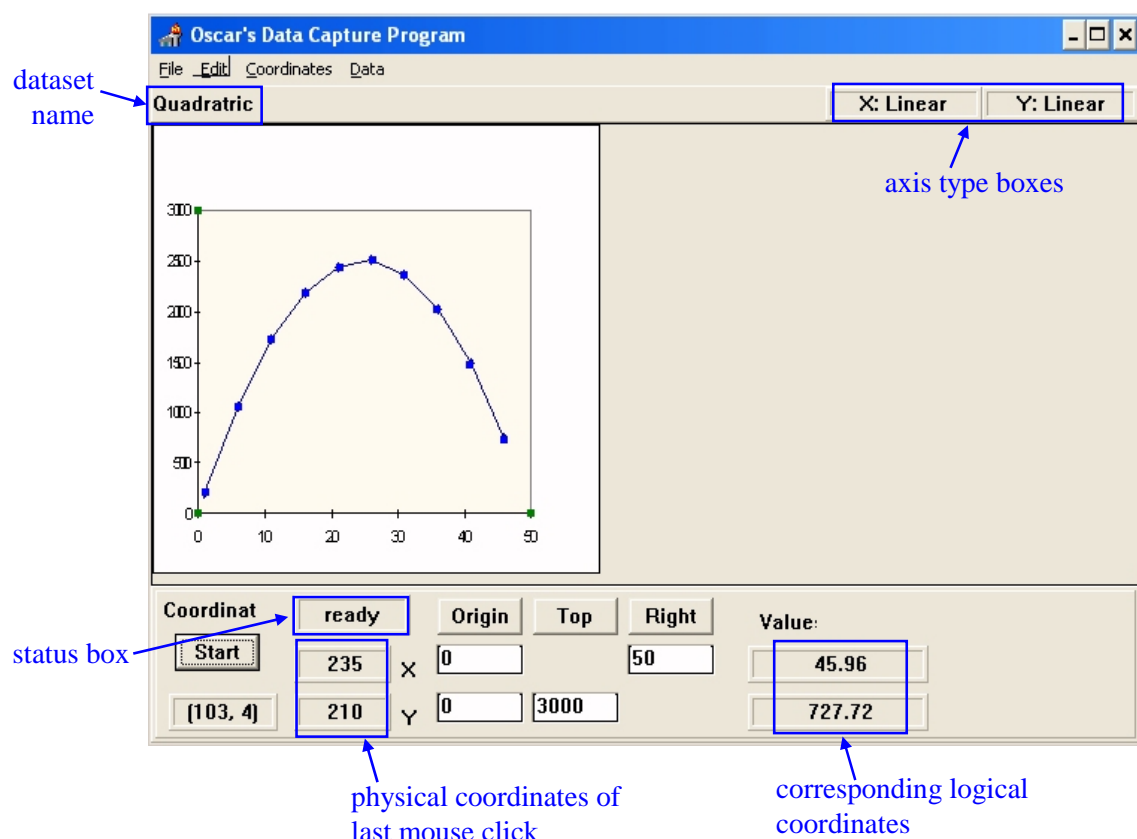 Oscar's Data Capture Program
File Edit Coordinates Data
dataset
name
Quadratric
X: Linear
Y: Linear
axis type boxes
3000
2500
2000
1500
1000
500
0
0 10 20 30 40 50
Coordinat
ready
Origin
Top
Right
Value:
status box
Start
235
X
0
50
45.96
(103, 4)
210
Y
0
3000
727.72
physical coordinates of
last mouse click
corresponding logical
coordinates